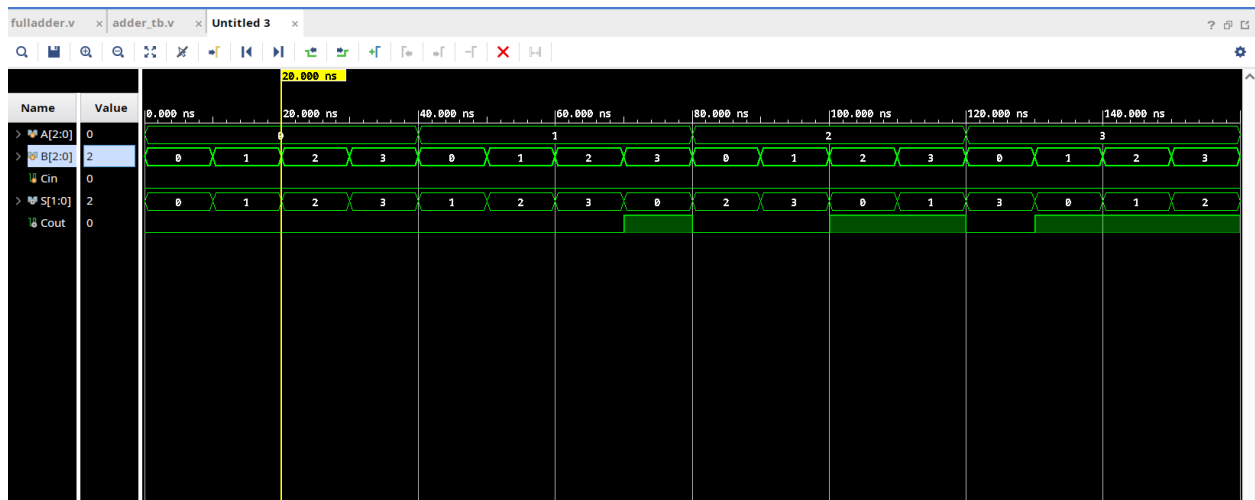 fulladder.v × adder_tb.v × Untitled 3 × ?
20.000 ns
Name Value 0.000 ns 20.000 ns 40.000 ns 60.000 ns 80.000 ns 100.000 ns 120.000 ns 140.000 ns
> A[2:0] 0 0 1 2 3
> B[2:0] 2 0 1 2 3 0 1 2 3 0 1 2 3 0 1 2 3
Cin 0
> S[1:0] 2 0 1 2 3 1 2 3 0 2 3 0 1 3 0 1 2
Cout 0